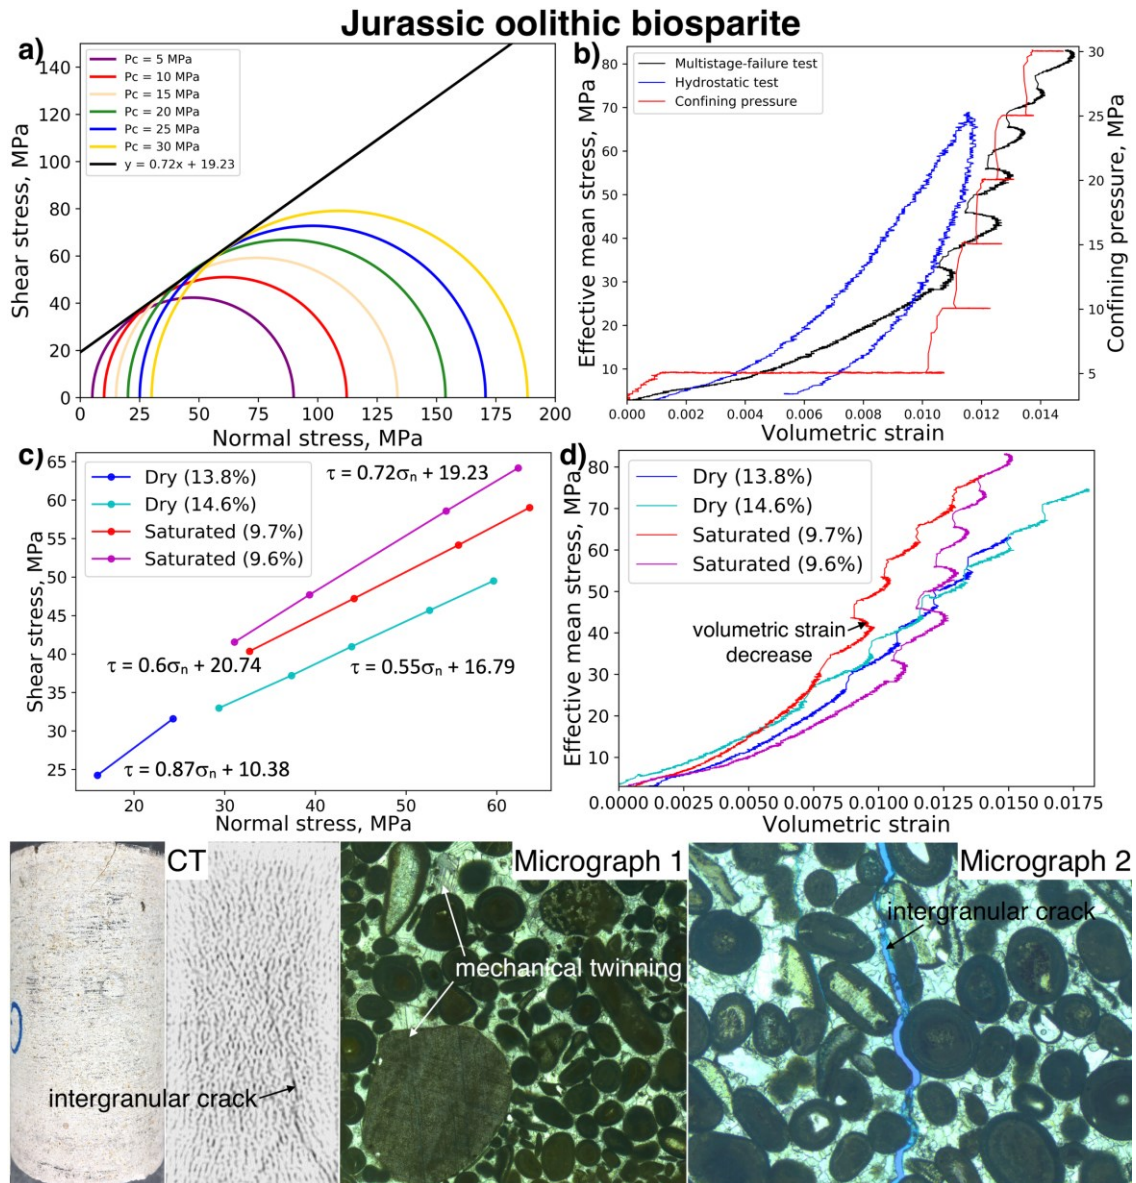 Jurassic oolithic biosparite
a)
Shear stress, MPa
140
120
100
80
60
40
20
0
Pc = 5 MPa
Pc = 10 MPa
Pc = 15 MPa
Pc = 20 MPa
Pc = 25 MPa
Pc = 30 MPa
y = 0.72x + 19.23
0 25 50 75 100 125 150 175 200
Normal stress, MPa
b)
Effective mean stress, MPa
80
70
60
50
40
30
20
10
Multistage-failure test
Hydrostatic test
Confining pressure
30
25
20
15
10
5
Confining pressure, MPa
0.000 0.002 0.004 0.006 0.008 0.010 0.012 0.014
Volumetric strain
c)
Shear stress, MPa
65
60
55
50
45
40
35
30
25
Dry (13.8%)
Dry (14.6%)
Saturated (9.7%)
Saturated (9.6%)
τ = 0.72σₙ + 19.23
τ = 0.6σₙ + 20.74
τ = 0.55σₙ + 16.79
τ = 0.87σₙ + 10.38
20 30 40 50 60
Normal stress, MPa
d)
Effective mean stress, MPa
80
70
60
50
40
30
20
10
Dry (13.8%)
Dry (14.6%)
Saturated (9.7%)
Saturated (9.6%)
volumetric strain
decrease
0.0000 0.0025 0.0050 0.0075 0.0100 0.0125 0.0150 0.0175
Volumetric strain
CT
intergranular crack
Micrograph 1
mechanical twinning
Micrograph 2
intergranular crack